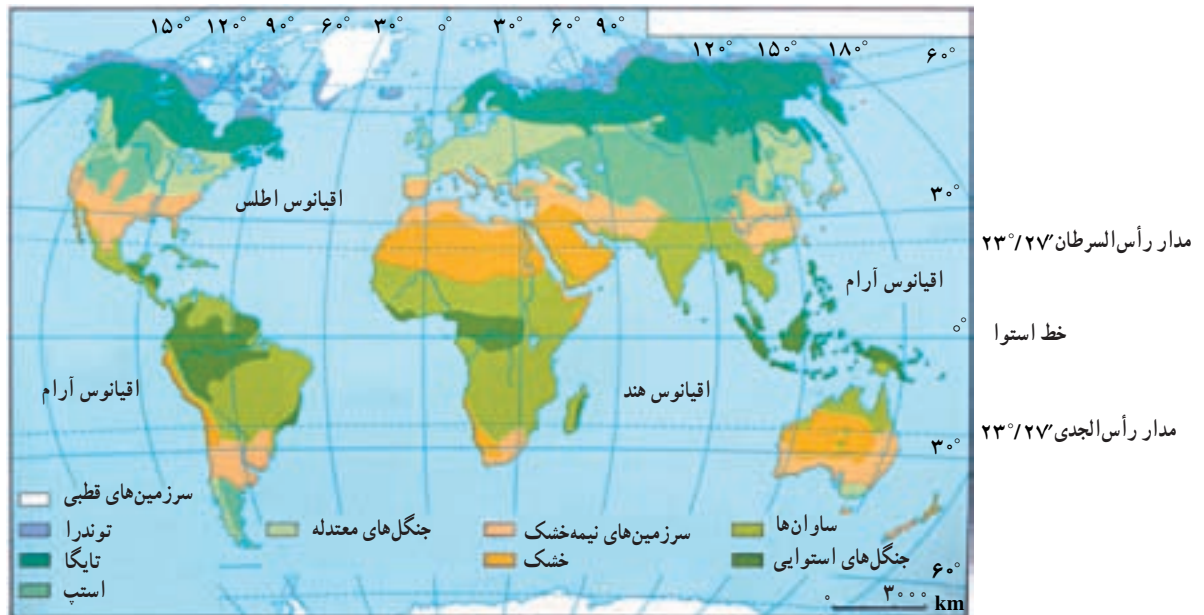 ۱۵۰° ۱۲۰° ۹۰° ۶۰° ۳۰° ۰° ۳۰° ۶۰° ۹۰°
۱۲۰° ۱۵۰° ۱۸۰° ۶۰°
۳۰°
اقیانوس اطلس
مدار رأس‌السرطان ۲۳°/۲۷″
اقیانوس آرام
۰°
خط استوا
اقیانوس آرام
اقیانوس هند
مدار رأس‌الجدی ۲۳°/۲۷″
۳۰°
سرزمین‌های قطبی
توندرا
تایگا
استپ
جنگل‌های معتدله
سرزمین‌های نیمه‌خشک
خشک
ساوان‌ها
جنگل‌های استوایی
۶۰°
۰ ۳۰۰۰ km